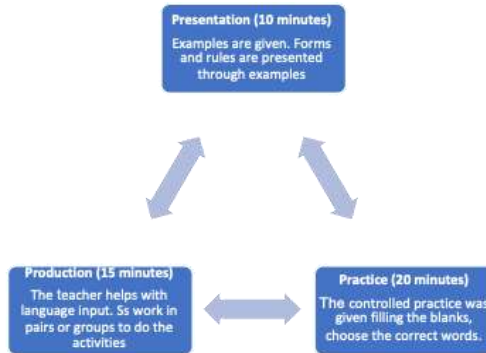 Presentation (10 minutes)
Examples are given. Forms
and rules are presented
through examples
Production (15 minutes)
The teacher helps with
language input. Ss work in
pairs or groups to do the
activities
Practice (20 minutes)
The controlled practice was
given filling the blanks,
choose the correct words.